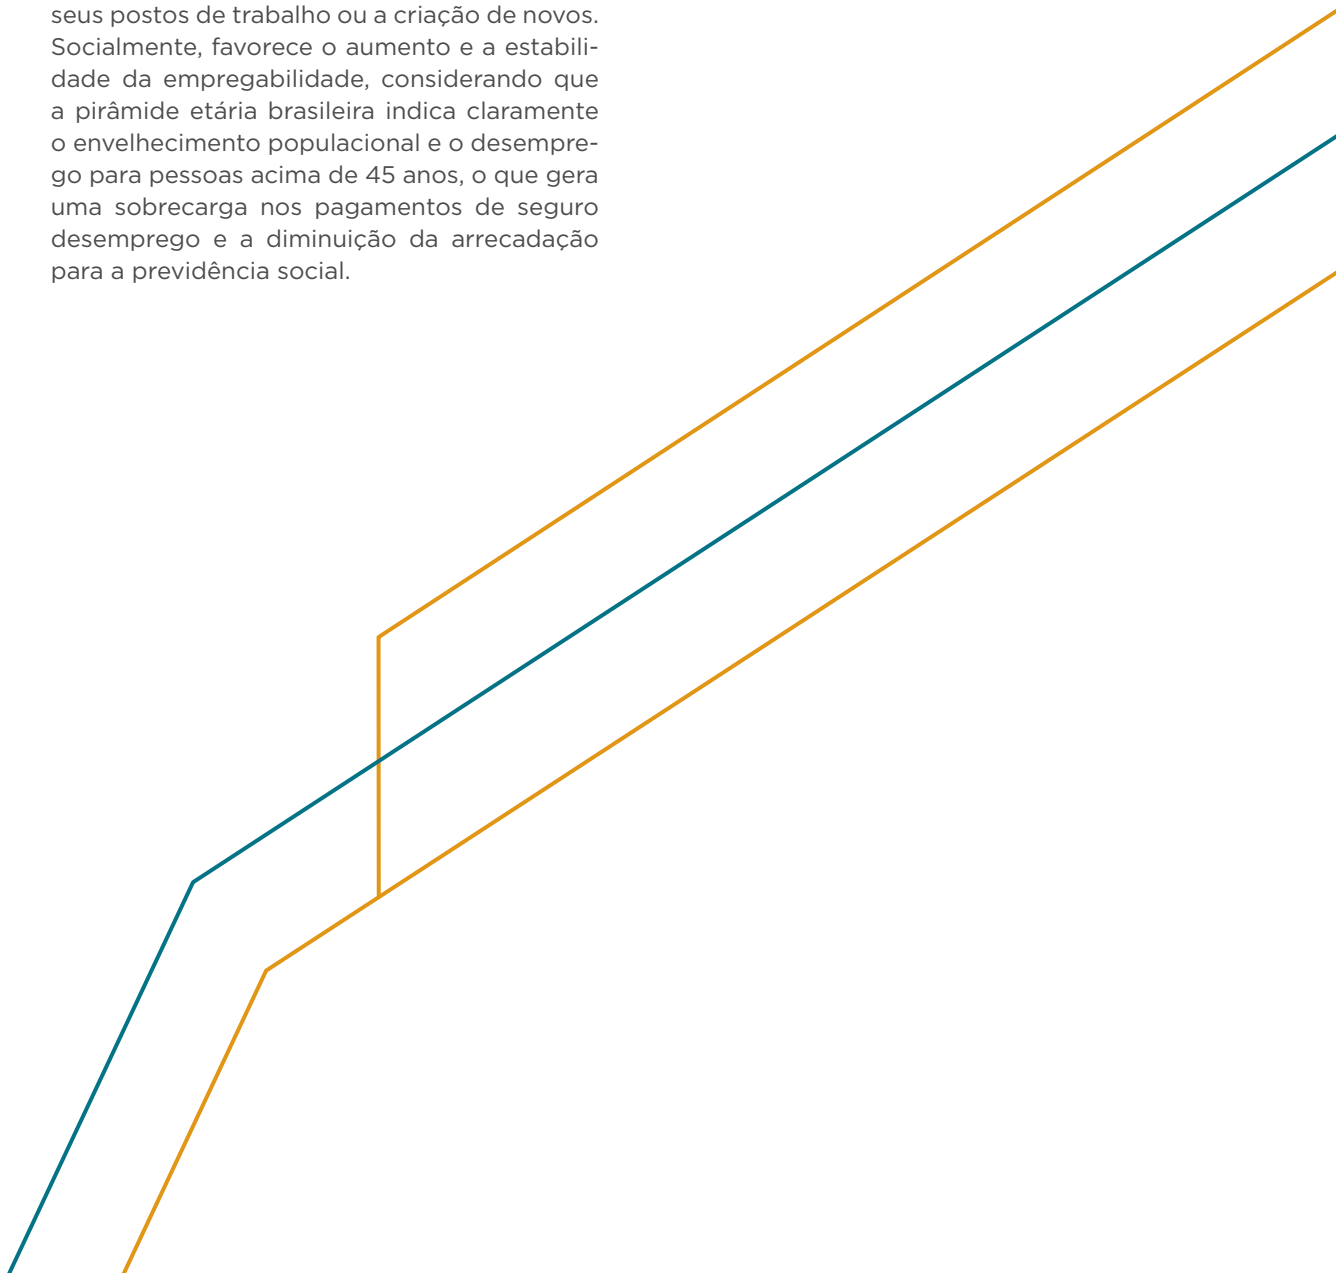 seus postos de trabalho ou a criação de novos.
Socialmente, favorece o aumento e a estabili-
dade da empregabilidade, considerando que
a pirâmide etária brasileira indica claramente
o envelhecimento populacional e o desempre-
go para pessoas acima de 45 anos, o que gera
uma sobrecarga nos pagamentos de seguro
desemprego e a diminuição da arrecadação
para a previdência social.